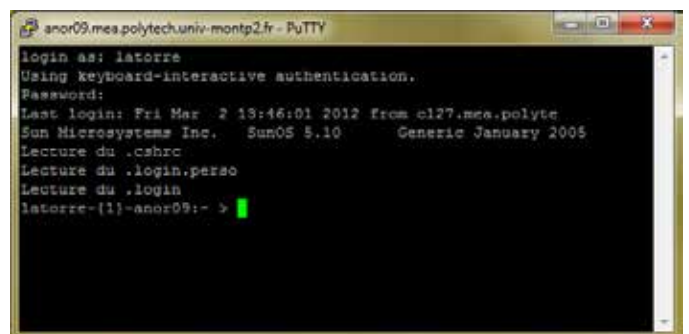 anor09.mea.polytech.univ-montp2.fr - PuTTY
login as: latorre
Using keyboard-interactive authentication.
Password:
Last login: Fri Mar  2 13:46:01 2012 from c127.mea.polyte
Sun Microsystems Inc.   SunOS 5.10      Generic January 2005
Lecture du .cshrc
Lecture du .login.perso
Lecture du .login
latorre-{1}-anor09:~ >